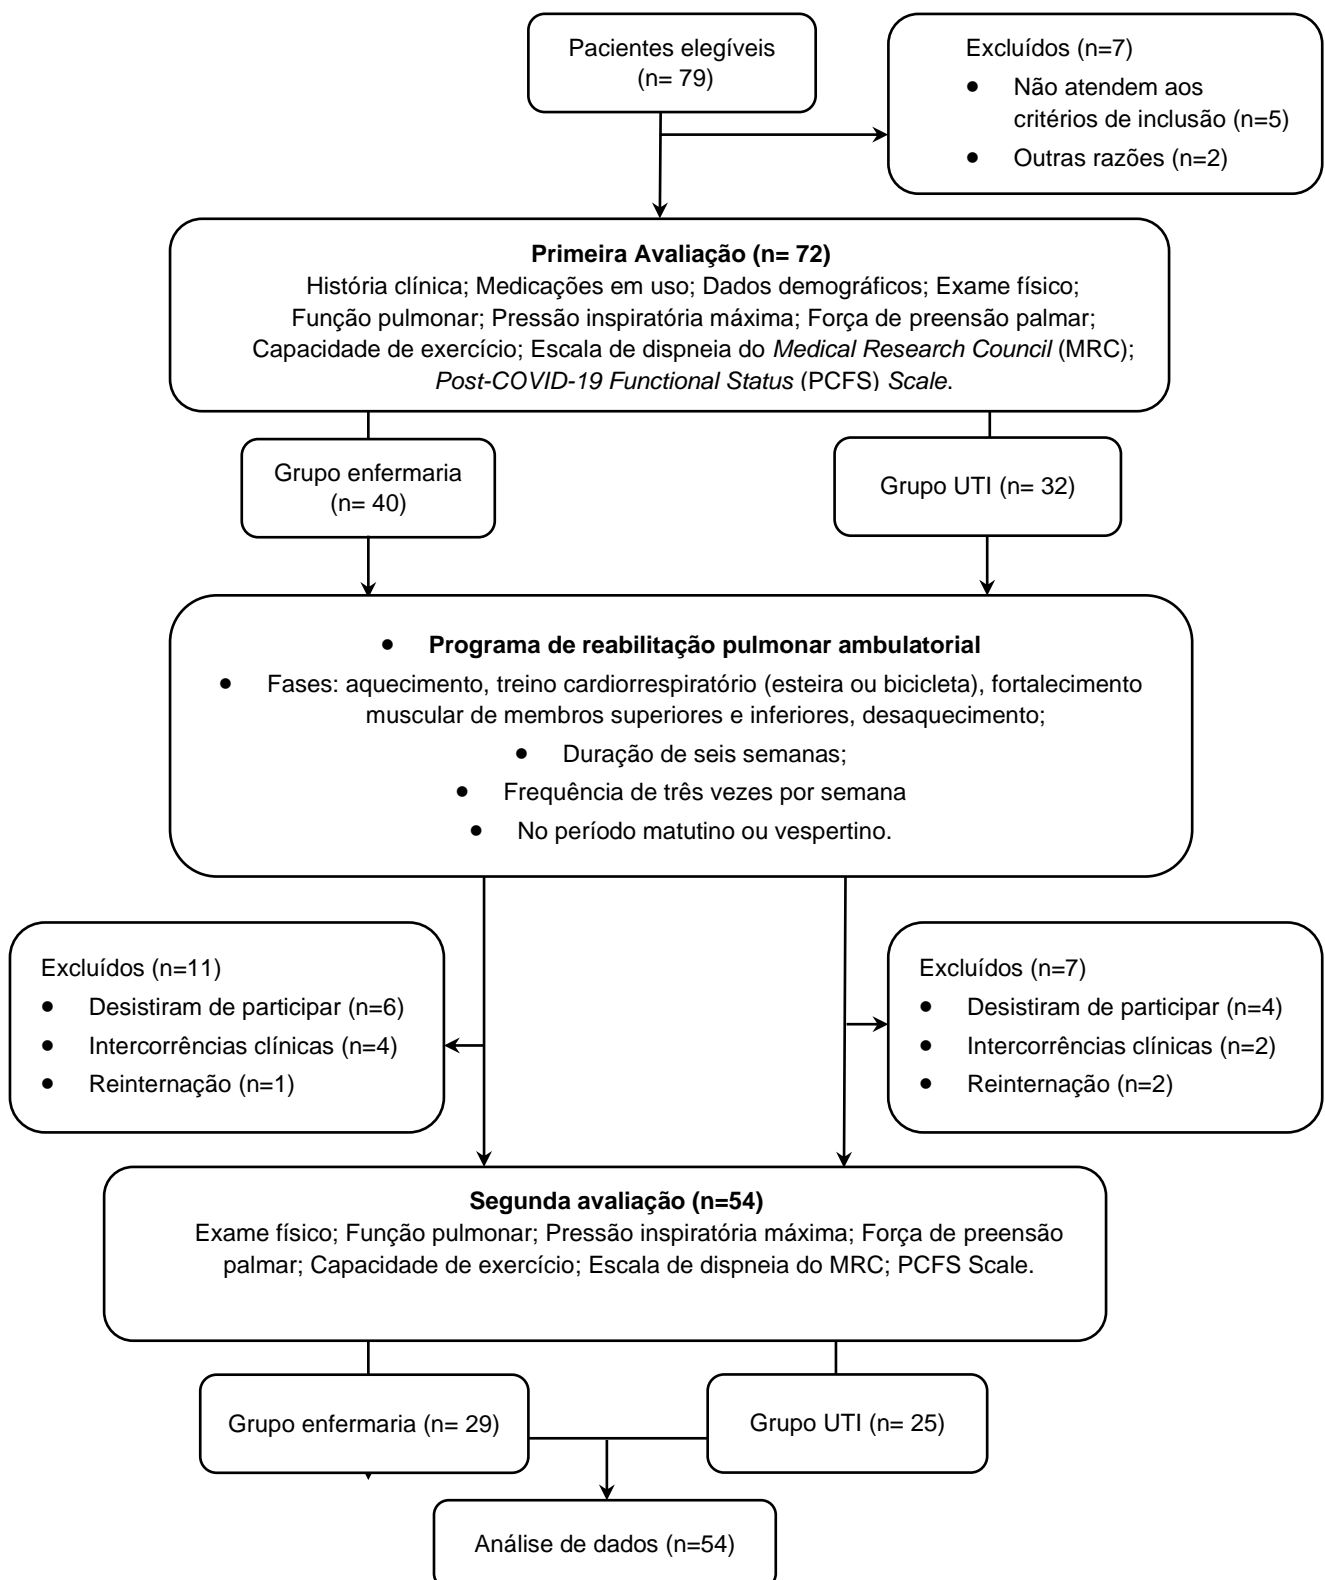 Pacientes elegíveis
(n= 79)
Excluídos (n=7)
• Não atendem aos
critérios de inclusão (n=5)
• Outras razões (n=2)
Primeira Avaliação (n= 72)
História clínica; Medicações em uso; Dados demográficos; Exame físico;
Função pulmonar; Pressão inspiratória máxima; Força de preensão palmar;
Capacidade de exercício; Escala de dispneia do Medical Research Council (MRC);
Post-COVID-19 Functional Status (PCFS) Scale.
Grupo enfermaria
(n= 40)
Grupo UTI (n= 32)
• Programa de reabilitação pulmonar ambulatorial
• Fases: aquecimento, treino cardiorrespiratório (esteira ou bicicleta), fortalecimento
muscular de membros superiores e inferiores, desaquecimento;
• Duração de seis semanas;
• Frequência de três vezes por semana
• No período matutino ou vespertino.
Excluídos (n=11)
• Desistiram de participar (n=6)
• Intercorrências clínicas (n=4)
• Reinternação (n=1)
Excluídos (n=7)
• Desistiram de participar (n=4)
• Intercorrências clínicas (n=2)
• Reinternação (n=2)
Segunda avaliação (n=54)
Exame físico; Função pulmonar; Pressão inspiratória máxima; Força de preensão
palmar; Capacidade de exercício; Escala de dispneia do MRC; PCFS Scale.
Grupo enfermaria (n= 29)
Grupo UTI (n= 25)
Análise de dados (n=54)